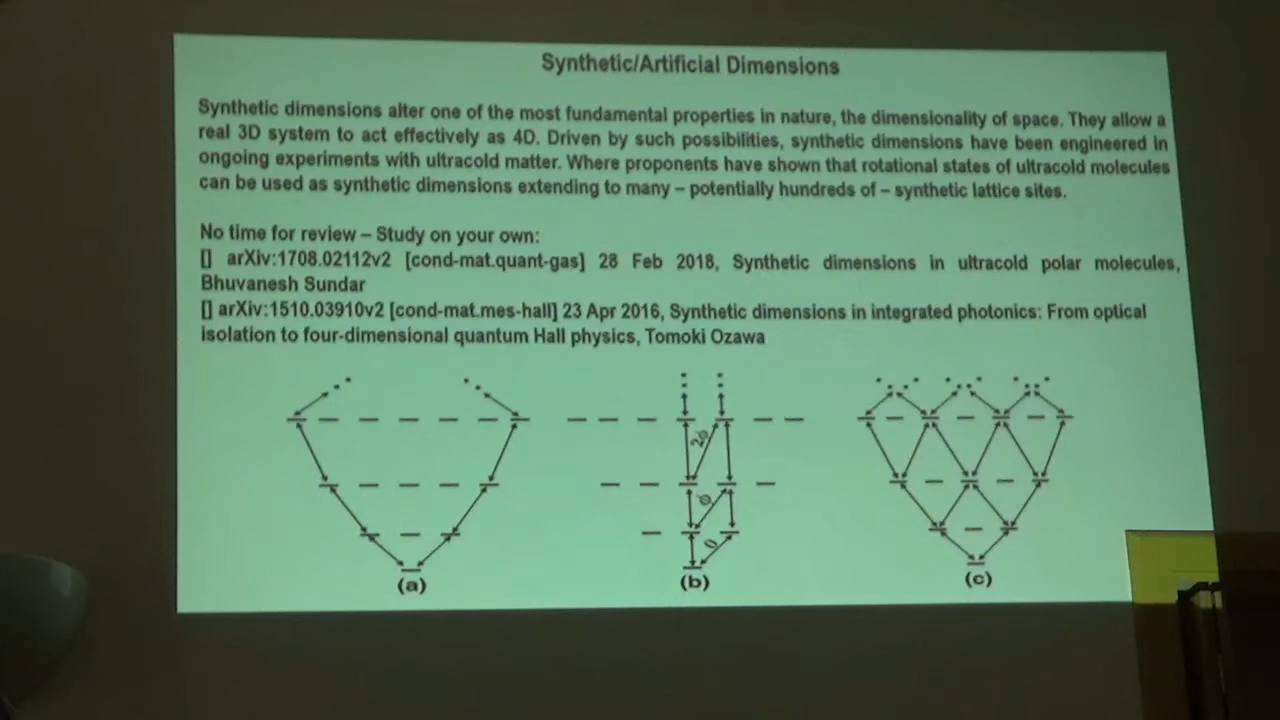 Synthetic/Artificial Dimensions
Synthetic dimensions alter one of the most fundamental properties in nature, the dimensionality of space. They allow a
real 3D system to act effectively as 4D. Driven by such possibilities, synthetic dimensions have been engineered in
ongoing experiments with ultracold matter. Where proponents have shown that rotational states of ultracold molecules
can be used as synthetic dimensions extending to many – potentially hundreds of – synthetic lattice sites.
No time for review – Study on your own:
[] arXiv:1708.02112v2 [cond-mat.quant-gas] 28 Feb 2018, Synthetic dimensions in ultracold polar molecules,
Bhuvanesh Sundar
[] arXiv:1510.03910v2 [cond-mat.mes-hall] 23 Apr 2016, Synthetic dimensions in integrated photonics: From optical
isolation to four-dimensional quantum Hall physics, Tomoki Ozawa
2ϕ
ϕ
0
(a)
(b)
(c)